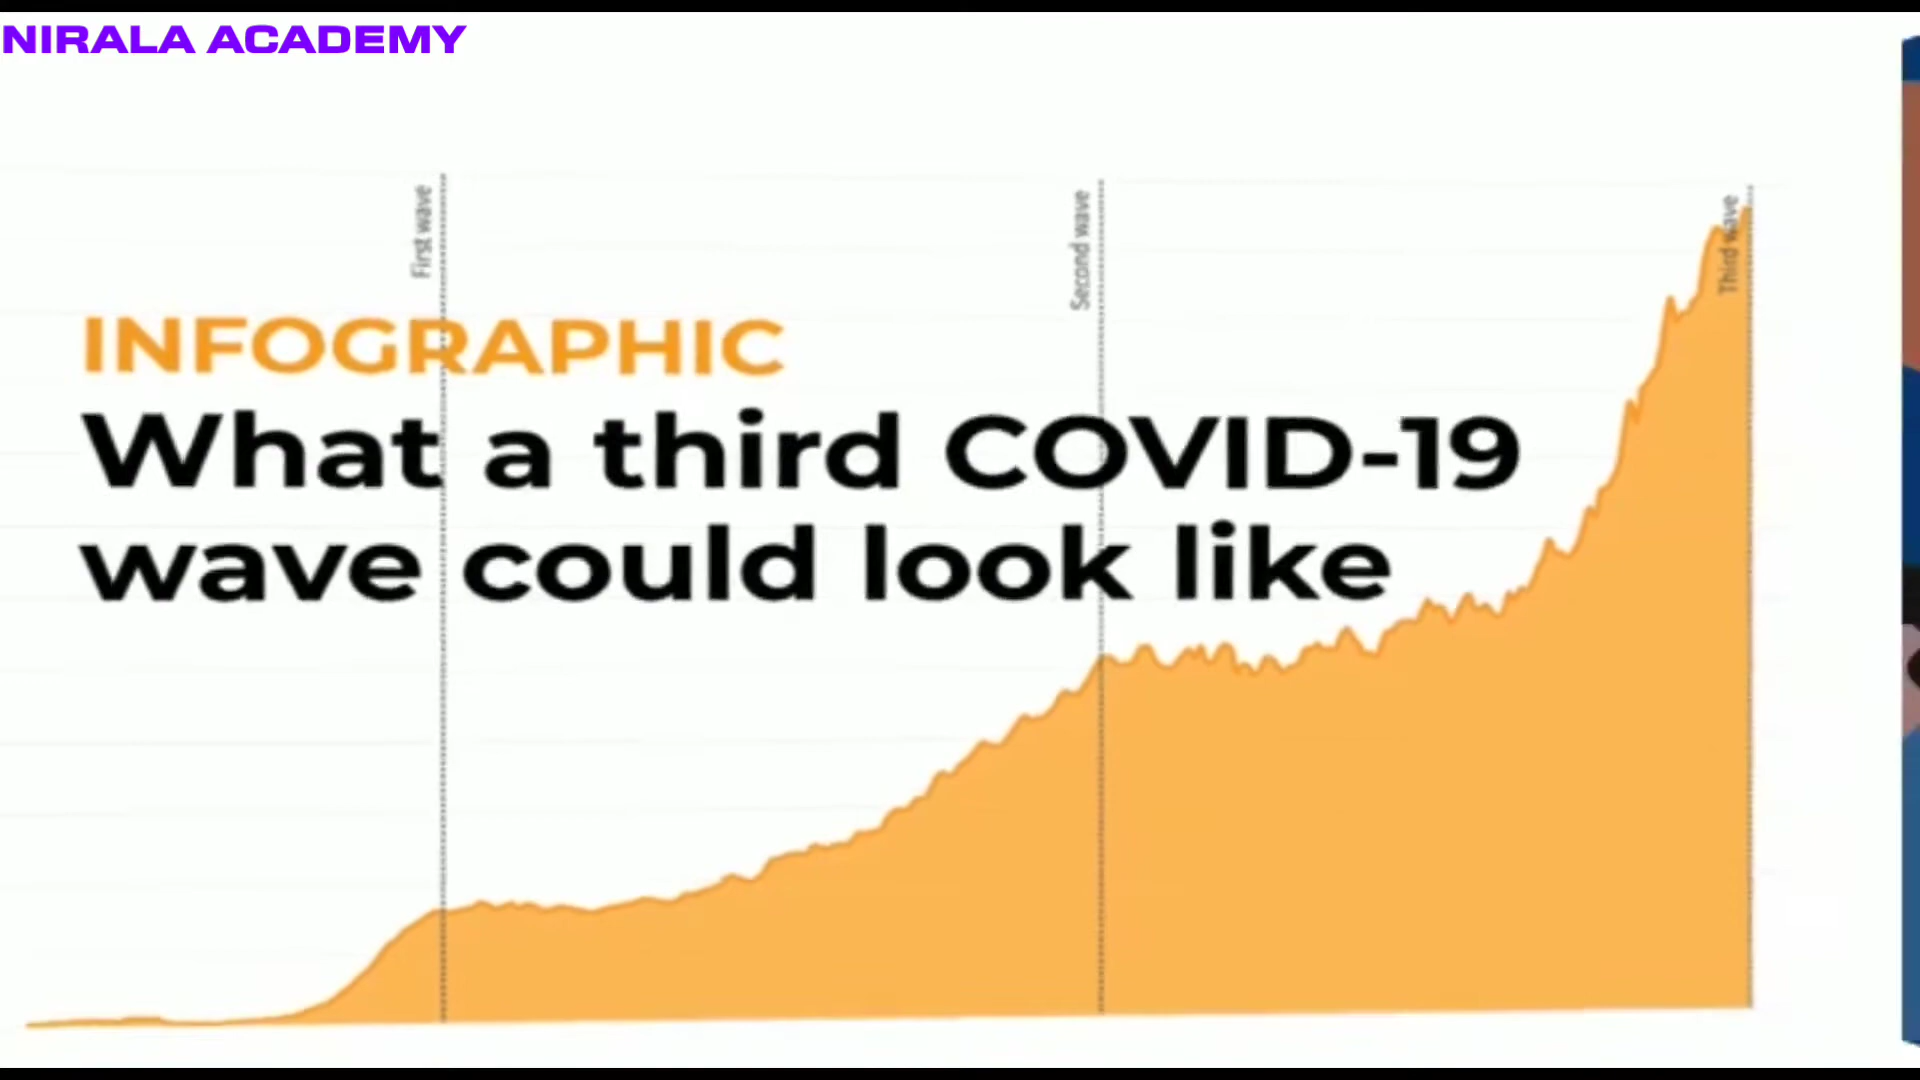 NIRALA ACADEMY
First wave
Second wave
Third wave
INFOGRAPHIC
What a third COVID-19
wave could look like